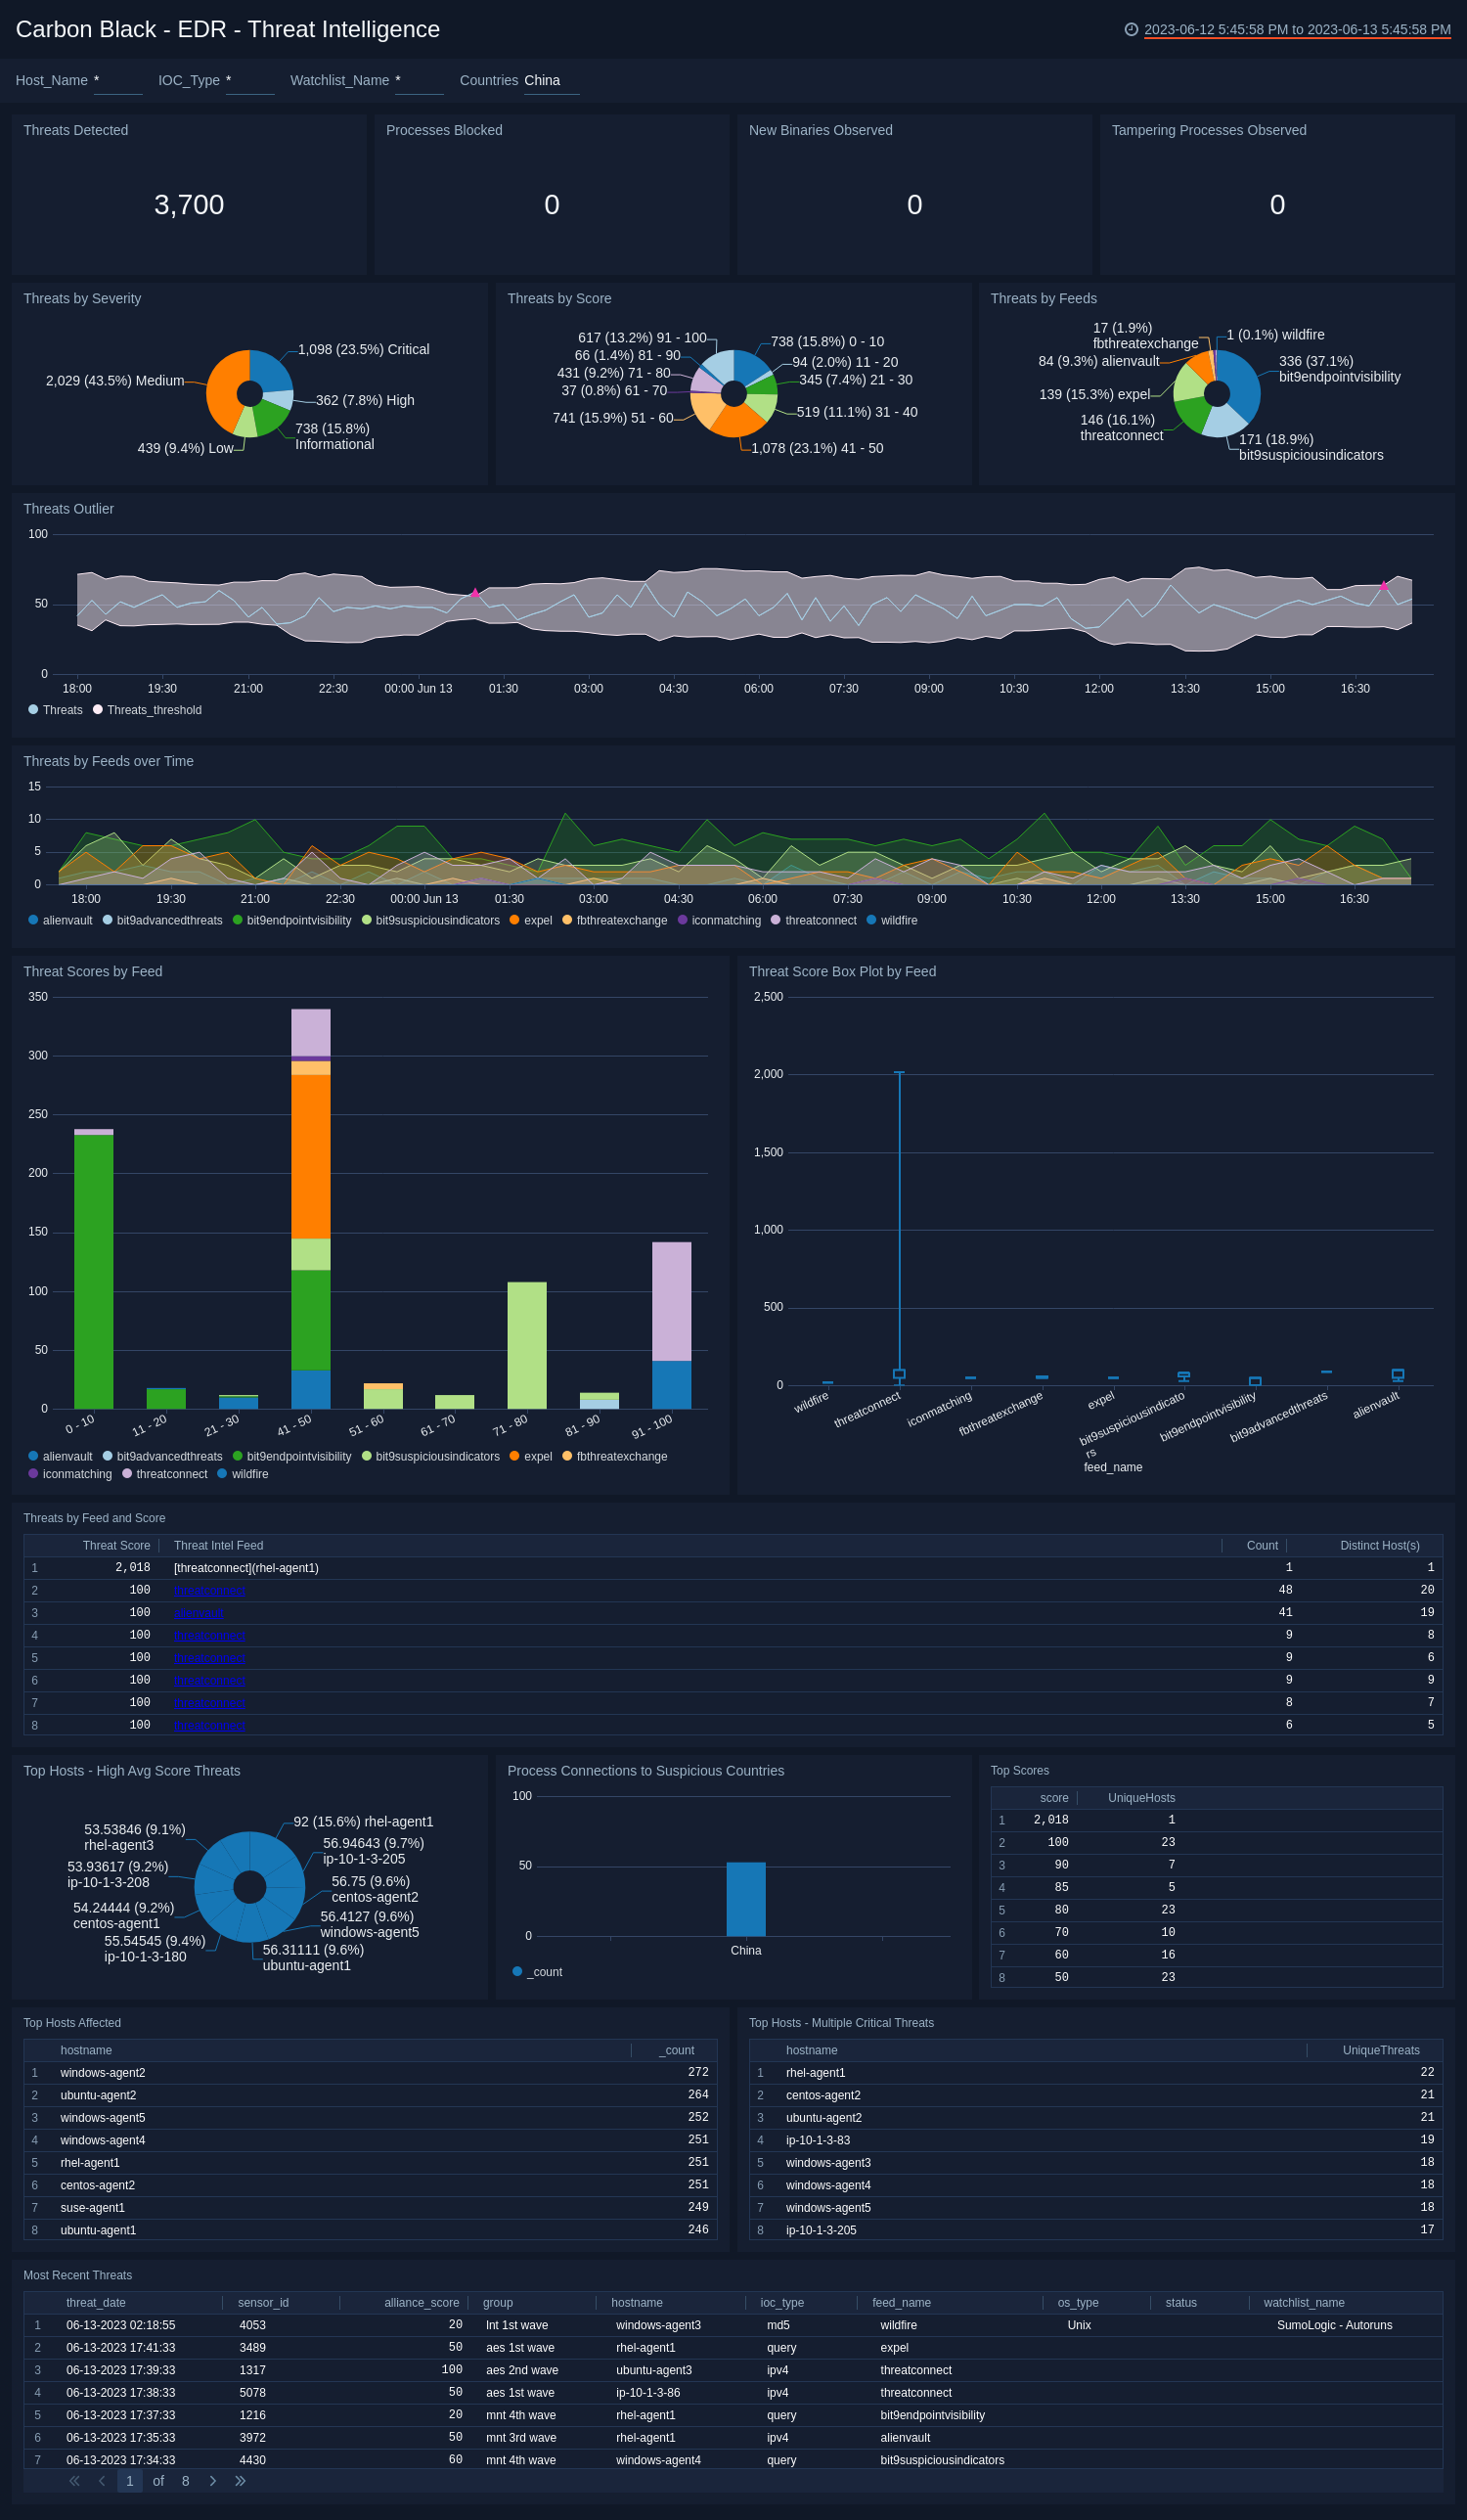 Carbon Black - EDR - Threat Intelligence
2023-06-12 5:45:58 PM to 2023-06-13 5:45:58 PM
Host_Name * IOC_Type * Watchlist_Name * Countries China
Threats Detected
3,700
Processes Blocked
0
New Binaries Observed
0
Tampering Processes Observed
0
Threats by Severity
1,098 (23.5%) Critical
362 (7.8%) High
738 (15.8%)
Informational
439 (9.4%) Low
2,029 (43.5%) Medium
Threats by Score
738 (15.8%) 0 - 10
94 (2.0%) 11 - 20
345 (7.4%) 21 - 30
519 (11.1%) 31 - 40
1,078 (23.1%) 41 - 50
741 (15.9%) 51 - 60
37 (0.8%) 61 - 70
431 (9.2%) 71 - 80
66 (1.4%) 81 - 90
617 (13.2%) 91 - 100
Threats by Feeds
1 (0.1%) wildfire
336 (37.1%)
bit9endpointvisibility
171 (18.9%)
bit9suspiciousindicators
146 (16.1%)
threatconnect
139 (15.3%) expel
84 (9.3%) alienvault
17 (1.9%)
fbthreatexchange
Threats Outlier
100
50
0
18:00 19:30 21:00 22:30 00:00 Jun 13 01:30 03:00 04:30 06:00 07:30 09:00 10:30 12:00 13:30 15:00 16:30
Threats Threats_threshold
Threats by Feeds over Time
15
10
5
0
18:00 19:30 21:00 22:30 00:00 Jun 13 01:30 03:00 04:30 06:00 07:30 09:00 10:30 12:00 13:30 15:00 16:30
alienvault bit9advancedthreats bit9endpointvisibility bit9suspiciousindicators expel fbthreatexchange iconmatching threatconnect wildfire
Threat Scores by Feed
350
300
250
200
150
100
50
0
0 - 10 11 - 20 21 - 30 41 - 50 51 - 60 61 - 70 71 - 80 81 - 90 91 - 100
alienvault bit9advancedthreats bit9endpointvisibility bit9suspiciousindicators expel fbthreatexchange
iconmatching threatconnect wildfire
Threat Score Box Plot by Feed
2,500
2,000
1,500
1,000
500
0
wildfire threatconnect iconmatching fbthreatexchange expel bit9suspiciousindicato bit9endpointvisibility bit9advancedthreats alienvault
rs
feed_name
Threats by Feed and Score
Threat Score Threat Intel Feed Count Distinct Host(s)
1 2,018 [threatconnect](rhel-agent1) 1 1
2 100 threatconnect 48 20
3 100 alienvault 41 19
4 100 threatconnect 9 8
5 100 threatconnect 9 6
6 100 threatconnect 9 9
7 100 threatconnect 8 7
8 100 threatconnect 6 5
Top Hosts - High Avg Score Threats
92 (15.6%) rhel-agent1
56.94643 (9.7%)
ip-10-1-3-205
56.75 (9.6%)
centos-agent2
56.4127 (9.6%)
windows-agent5
56.31111 (9.6%)
ubuntu-agent1
55.54545 (9.4%)
ip-10-1-3-180
54.24444 (9.2%)
centos-agent1
53.93617 (9.2%)
ip-10-1-3-208
53.53846 (9.1%)
rhel-agent3
Process Connections to Suspicious Countries
100
50
0
China
_count
Top Scores
score UniqueHosts
1 2,018 1
2 100 23
3 90 7
4 85 5
5 80 23
6 70 10
7 60 16
8 50 23
Top Hosts Affected
hostname _count
1 windows-agent2 272
2 ubuntu-agent2 264
3 windows-agent5 252
4 windows-agent4 251
5 rhel-agent1 251
6 centos-agent2 251
7 suse-agent1 249
8 ubuntu-agent1 246
Top Hosts - Multiple Critical Threats
hostname UniqueThreats
1 rhel-agent1 22
2 centos-agent2 21
3 ubuntu-agent2 21
4 ip-10-1-3-83 19
5 windows-agent3 18
6 windows-agent4 18
7 windows-agent5 18
8 ip-10-1-3-205 17
Most Recent Threats
threat_date sensor_id alliance_score group hostname ioc_type feed_name os_type status watchlist_name
1 06-13-2023 02:18:55 4053 20 Int 1st wave windows-agent3 md5 wildfire Unix SumoLogic - Autoruns
2 06-13-2023 17:41:33 3489 50 aes 1st wave rhel-agent1 query expel
3 06-13-2023 17:39:33 1317 100 aes 2nd wave ubuntu-agent3 ipv4 threatconnect
4 06-13-2023 17:38:33 5078 50 aes 1st wave ip-10-1-3-86 ipv4 threatconnect
5 06-13-2023 17:37:33 1216 20 mnt 4th wave rhel-agent1 query bit9endpointvisibility
6 06-13-2023 17:35:33 3972 50 mnt 3rd wave rhel-agent1 ipv4 alienvault
7 06-13-2023 17:34:33 4430 60 mnt 4th wave windows-agent4 query bit9suspiciousindicators
1 of 8